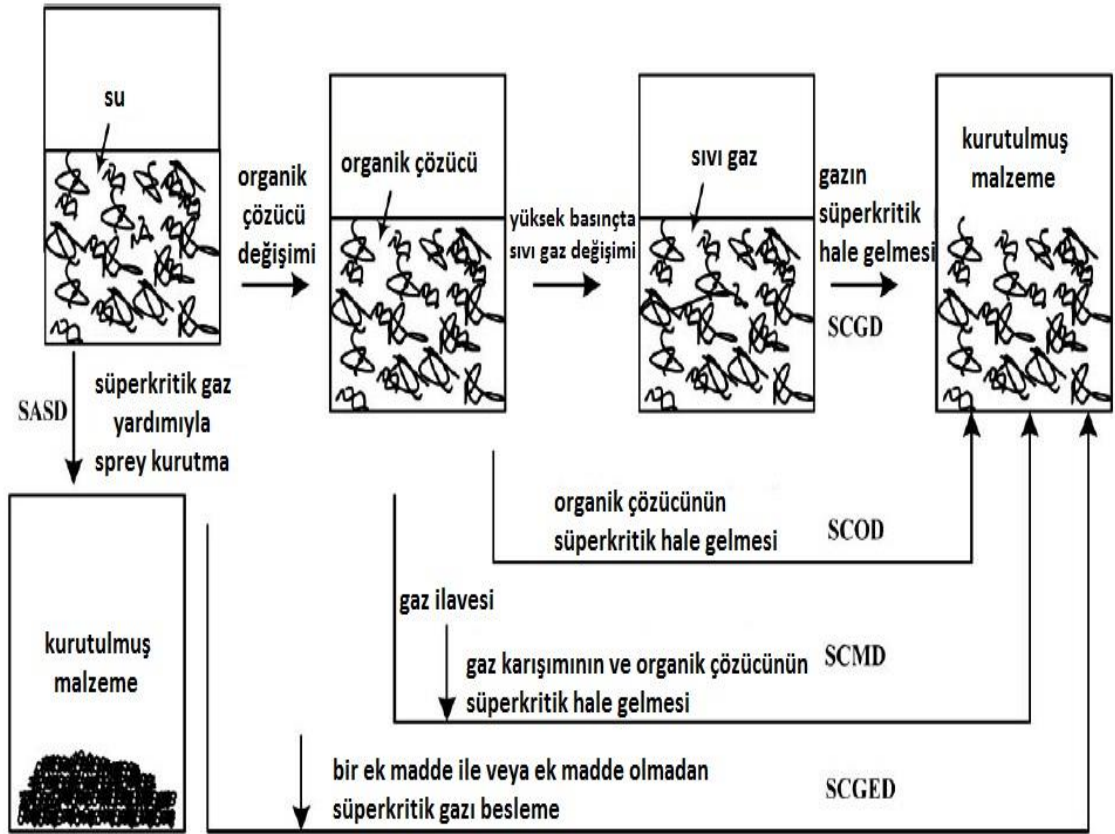 su
organik
çözücü
değişimi
organik çözücü
yüksek basınçta
sıvı gaz değişimi
sıvı gaz
gazın
süperkritik
hale gelmesi
SCGD
kurutulmuş
malzeme
SASD
süperkritik gaz
yardımıyla
sprey kurutma
organik çözücünün
süperkritik hale gelmesi
SCOD
gaz ilavesi
gaz karışımının ve organik çözücünün
süperkritik hale gelmesi
SCMD
kurutulmuş
malzeme
bir ek madde ile veya ek madde olmadan
süperkritik gazı besleme
SCGED